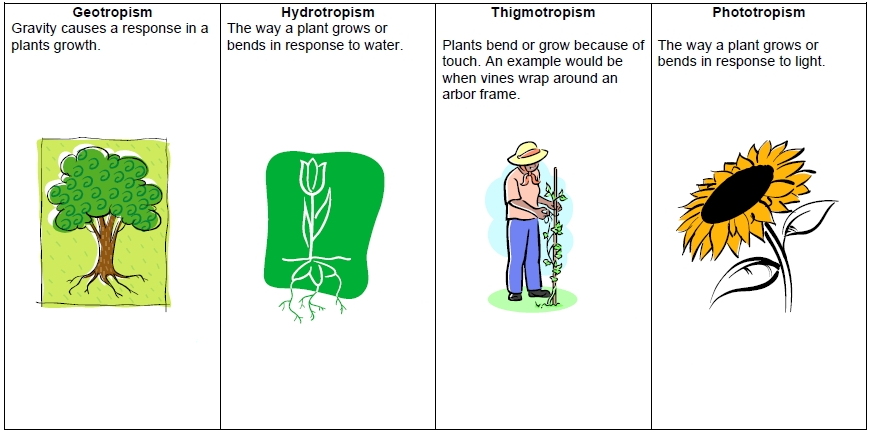 Geotropism
Gravity causes a response in a
plants growth.
Hydrotropism
The way a plant grows or
bends in response to water.
Thigmotropism
Plants bend or grow because of
touch. An example would be
when vines wrap around an
arbor frame.
Phototropism
The way a plant grows or
bends in response to light.